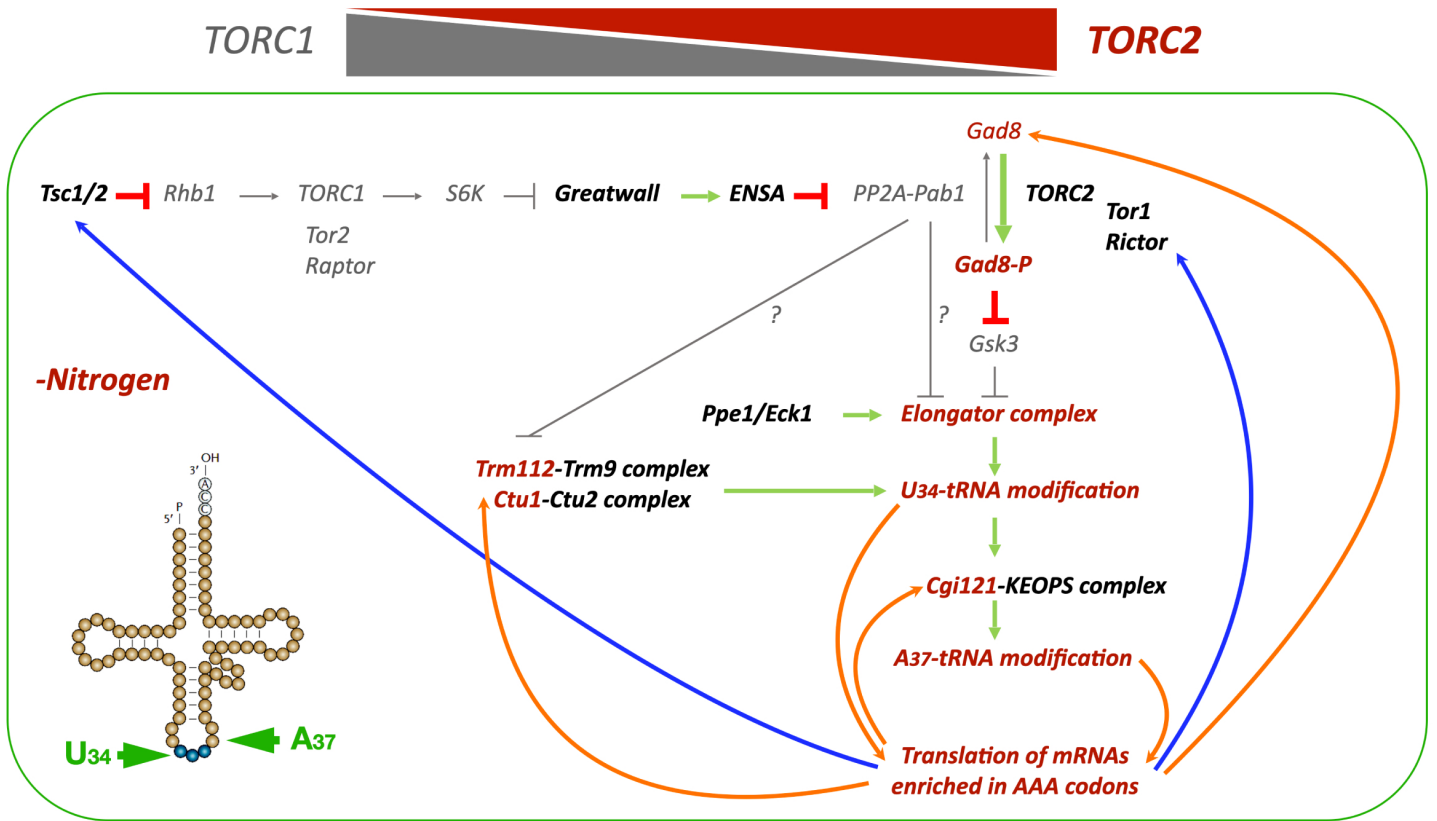 TORC1
TORC2
Gad8
Tsc1/2
Rhb1
TORC1
S6K
Greatwall
ENSA
PP2A-Pab1
TORC2
Tor1
Rictor
Tor2
Raptor
Gad8-P
?
?
Gsk3
-Nitrogen
Ppe1/Eck1
Elongator complex
Trm112-Trm9 complex
Ctu1-Ctu2 complex
U34-tRNA modification
OH
3′
A
C
C
P
5′
Cgi121-KEOPS complex
A37-tRNA modification
U34
A37
Translation of mRNAs
enriched in AAA codons